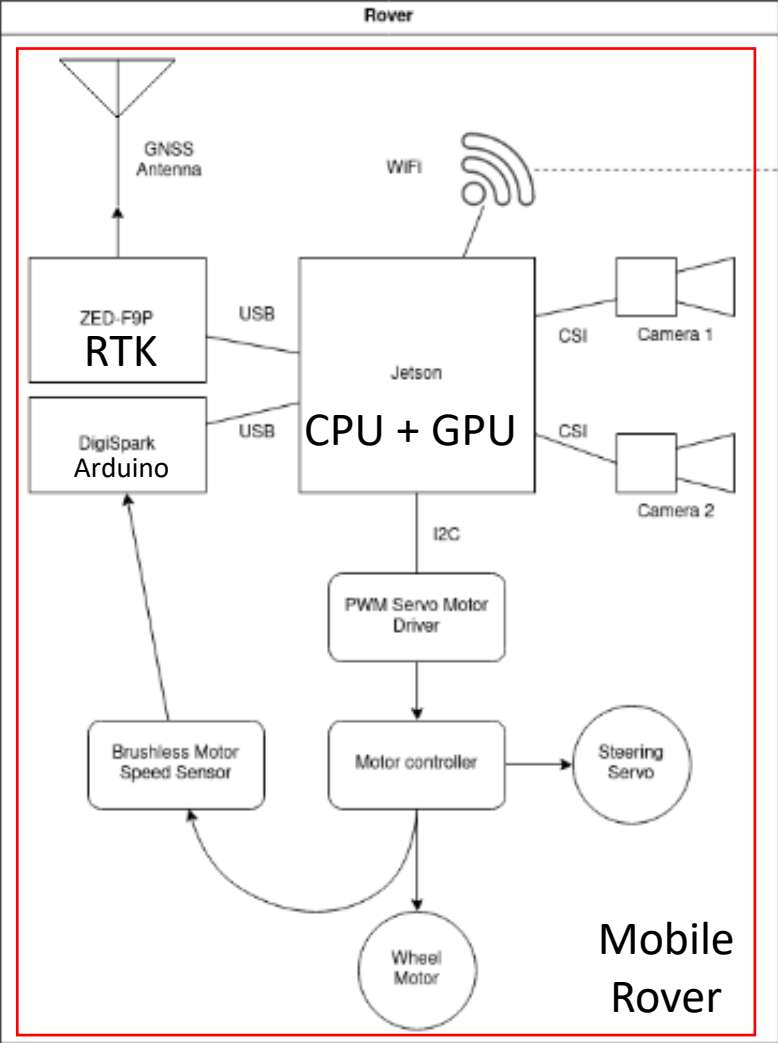 Rover
GNSS
Antenna
WiFi
ZED-F9P
RTK
USB
Jetson
CPU + GPU
CSI
Camera 1
DigiSpark
Arduino
USB
CSI
Camera 2
I2C
PWM Servo Motor
Driver
Brushless Motor
Speed Sensor
Motor controller
Steering
Servo
Wheel
Motor
Mobile
Rover